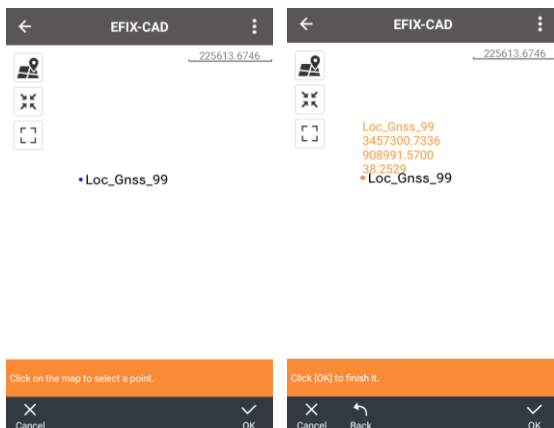 EFIX-CAD
225613.6746
Loc_Gnss_99
Click on the map to select a point.
Cancel
OK
EFIX-CAD
225613.6746
Loc_Gnss_99
3457300.7336
908991.5700
38.2529
Loc_Gnss_99
Click [OK] to finish it.
Cancel
Back
OK